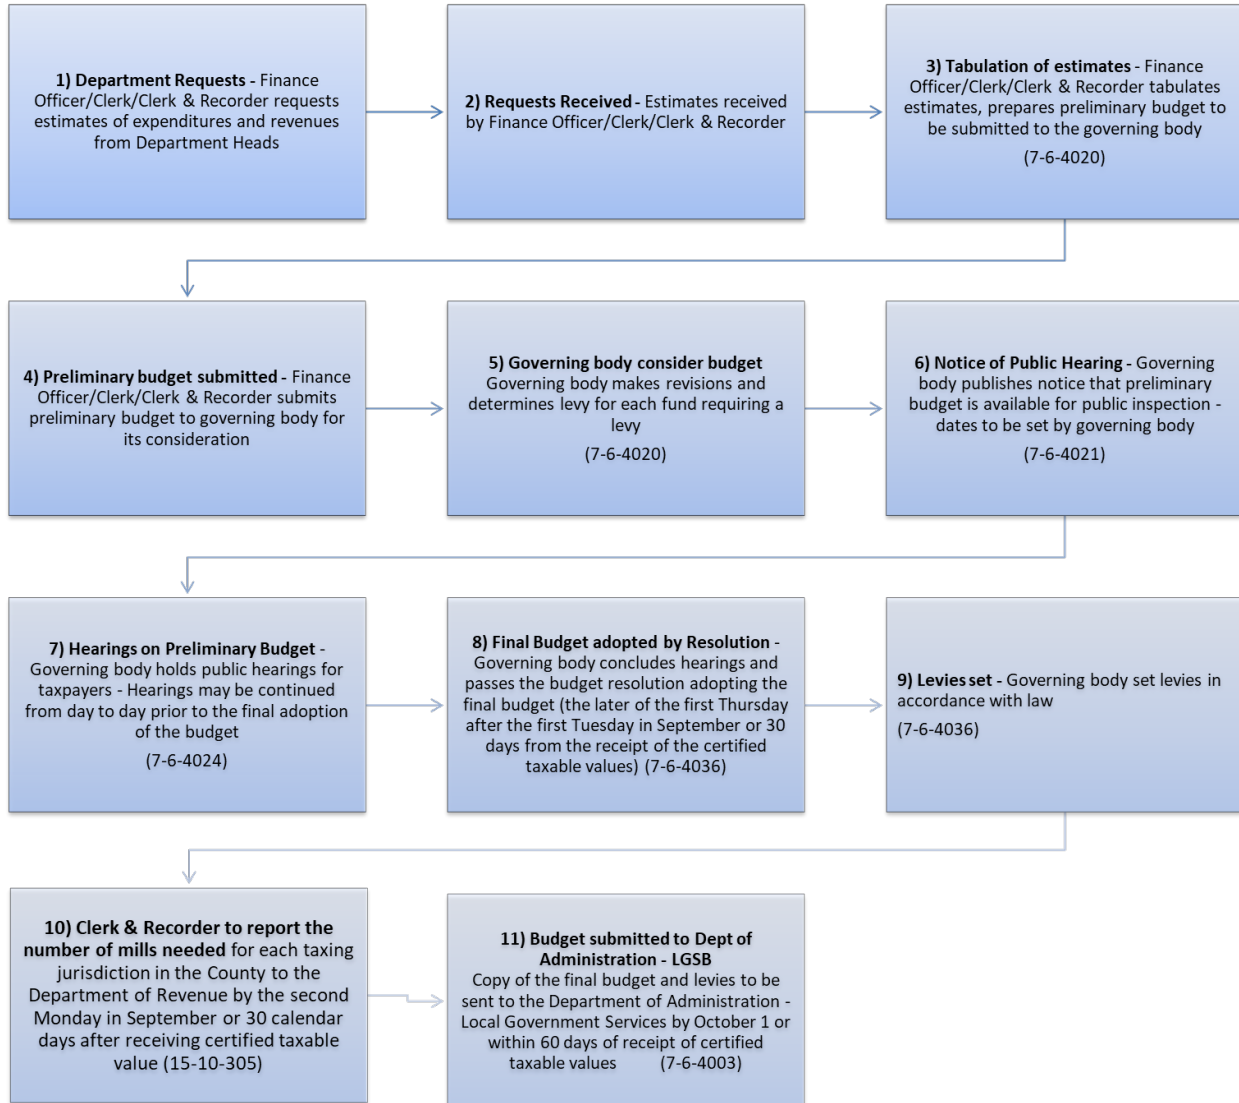 1) Department Requests - Finance
Officer/Clerk/Clerk & Recorder requests
estimates of expenditures and revenues
from Department Heads
2) Requests Received - Estimates received
by Finance Officer/Clerk/Clerk & Recorder
3) Tabulation of estimates - Finance
Officer/Clerk/Clerk & Recorder tabulates
estimates, prepares preliminary budget to
be submitted to the governing body
(7-6-4020)
4) Preliminary budget submitted - Finance
Officer/Clerk/Clerk & Recorder submits
preliminary budget to governing body for
its consideration
5) Governing body consider budget
Governing body makes revisions and
determines levy for each fund requiring a
levy
(7-6-4020)
6) Notice of Public Hearing - Governing
body publishes notice that preliminary
budget is available for public inspection -
dates to be set by governing body
(7-6-4021)
7) Hearings on Preliminary Budget -
Governing body holds public hearings for
taxpayers - Hearings may be continued
from day to day prior to the final adoption
of the budget
(7-6-4024)
8) Final Budget adopted by Resolution -
Governing body concludes hearings and
passes the budget resolution adopting the
final budget (the later of the first Thursday
after the first Tuesday in September or 30
days from the receipt of the certified
taxable values) (7-6-4036)
9) Levies set - Governing body set levies in
accordance with law
(7-6-4036)
10) Clerk & Recorder to report the
number of mills needed for each taxing
jurisdiction in the County to the
Department of Revenue by the second
Monday in September or 30 calendar
days after receiving certified taxable
value (15-10-305)
11) Budget submitted to Dept of
Administration - LGSB
Copy of the final budget and levies to be
sent to the Department of Administration -
Local Government Services by October 1 or
within 60 days of receipt of certified
taxable values (7-6-4003)